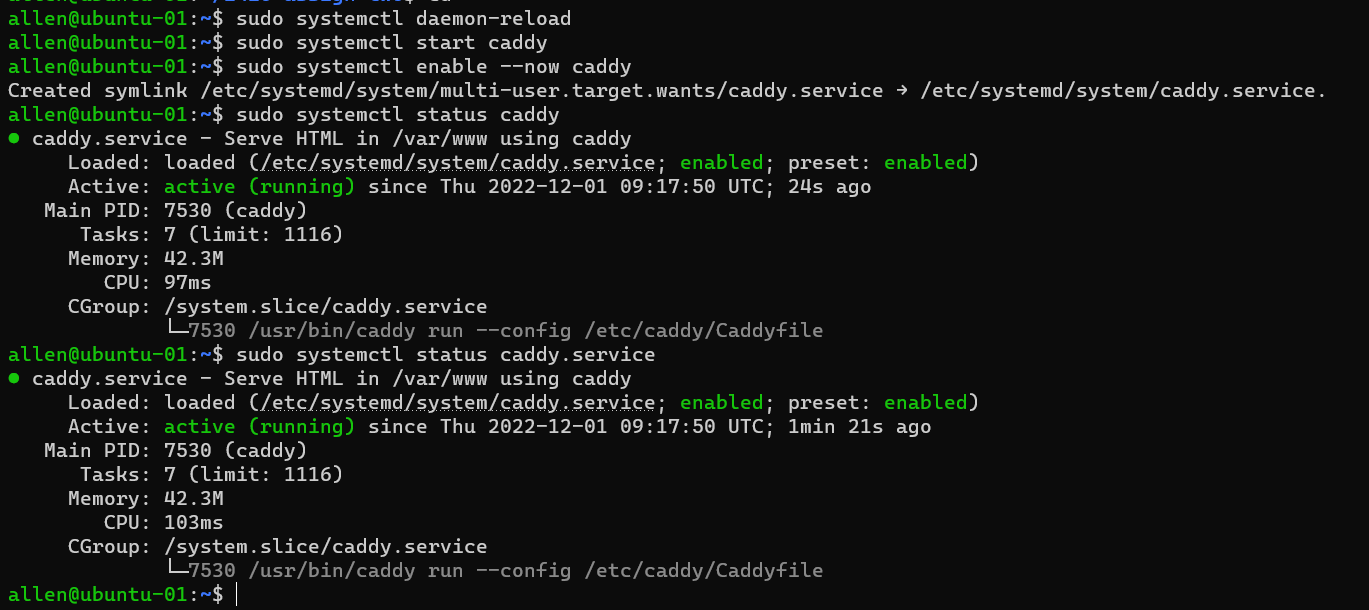 allen@ubuntu-01:~$ sudo systemctl daemon-reload
allen@ubuntu-01:~$ sudo systemctl start caddy
allen@ubuntu-01:~$ sudo systemctl enable --now caddy
Created symlink /etc/systemd/system/multi-user.target.wants/caddy.service → /etc/systemd/system/caddy.service.
allen@ubuntu-01:~$ sudo systemctl status caddy
● caddy.service - Serve HTML in /var/www using caddy
     Loaded: loaded (/etc/systemd/system/caddy.service; enabled; preset: enabled)
     Active: active (running) since Thu 2022-12-01 09:17:50 UTC; 24s ago
   Main PID: 7530 (caddy)
      Tasks: 7 (limit: 1116)
     Memory: 42.3M
        CPU: 97ms
     CGroup: /system.slice/caddy.service
             └─7530 /usr/bin/caddy run --config /etc/caddy/Caddyfile
allen@ubuntu-01:~$ sudo systemctl status caddy.service
● caddy.service - Serve HTML in /var/www using caddy
     Loaded: loaded (/etc/systemd/system/caddy.service; enabled; preset: enabled)
     Active: active (running) since Thu 2022-12-01 09:17:50 UTC; 1min 21s ago
   Main PID: 7530 (caddy)
      Tasks: 7 (limit: 1116)
     Memory: 42.3M
        CPU: 103ms
     CGroup: /system.slice/caddy.service
             └─7530 /usr/bin/caddy run --config /etc/caddy/Caddyfile
allen@ubuntu-01:~$